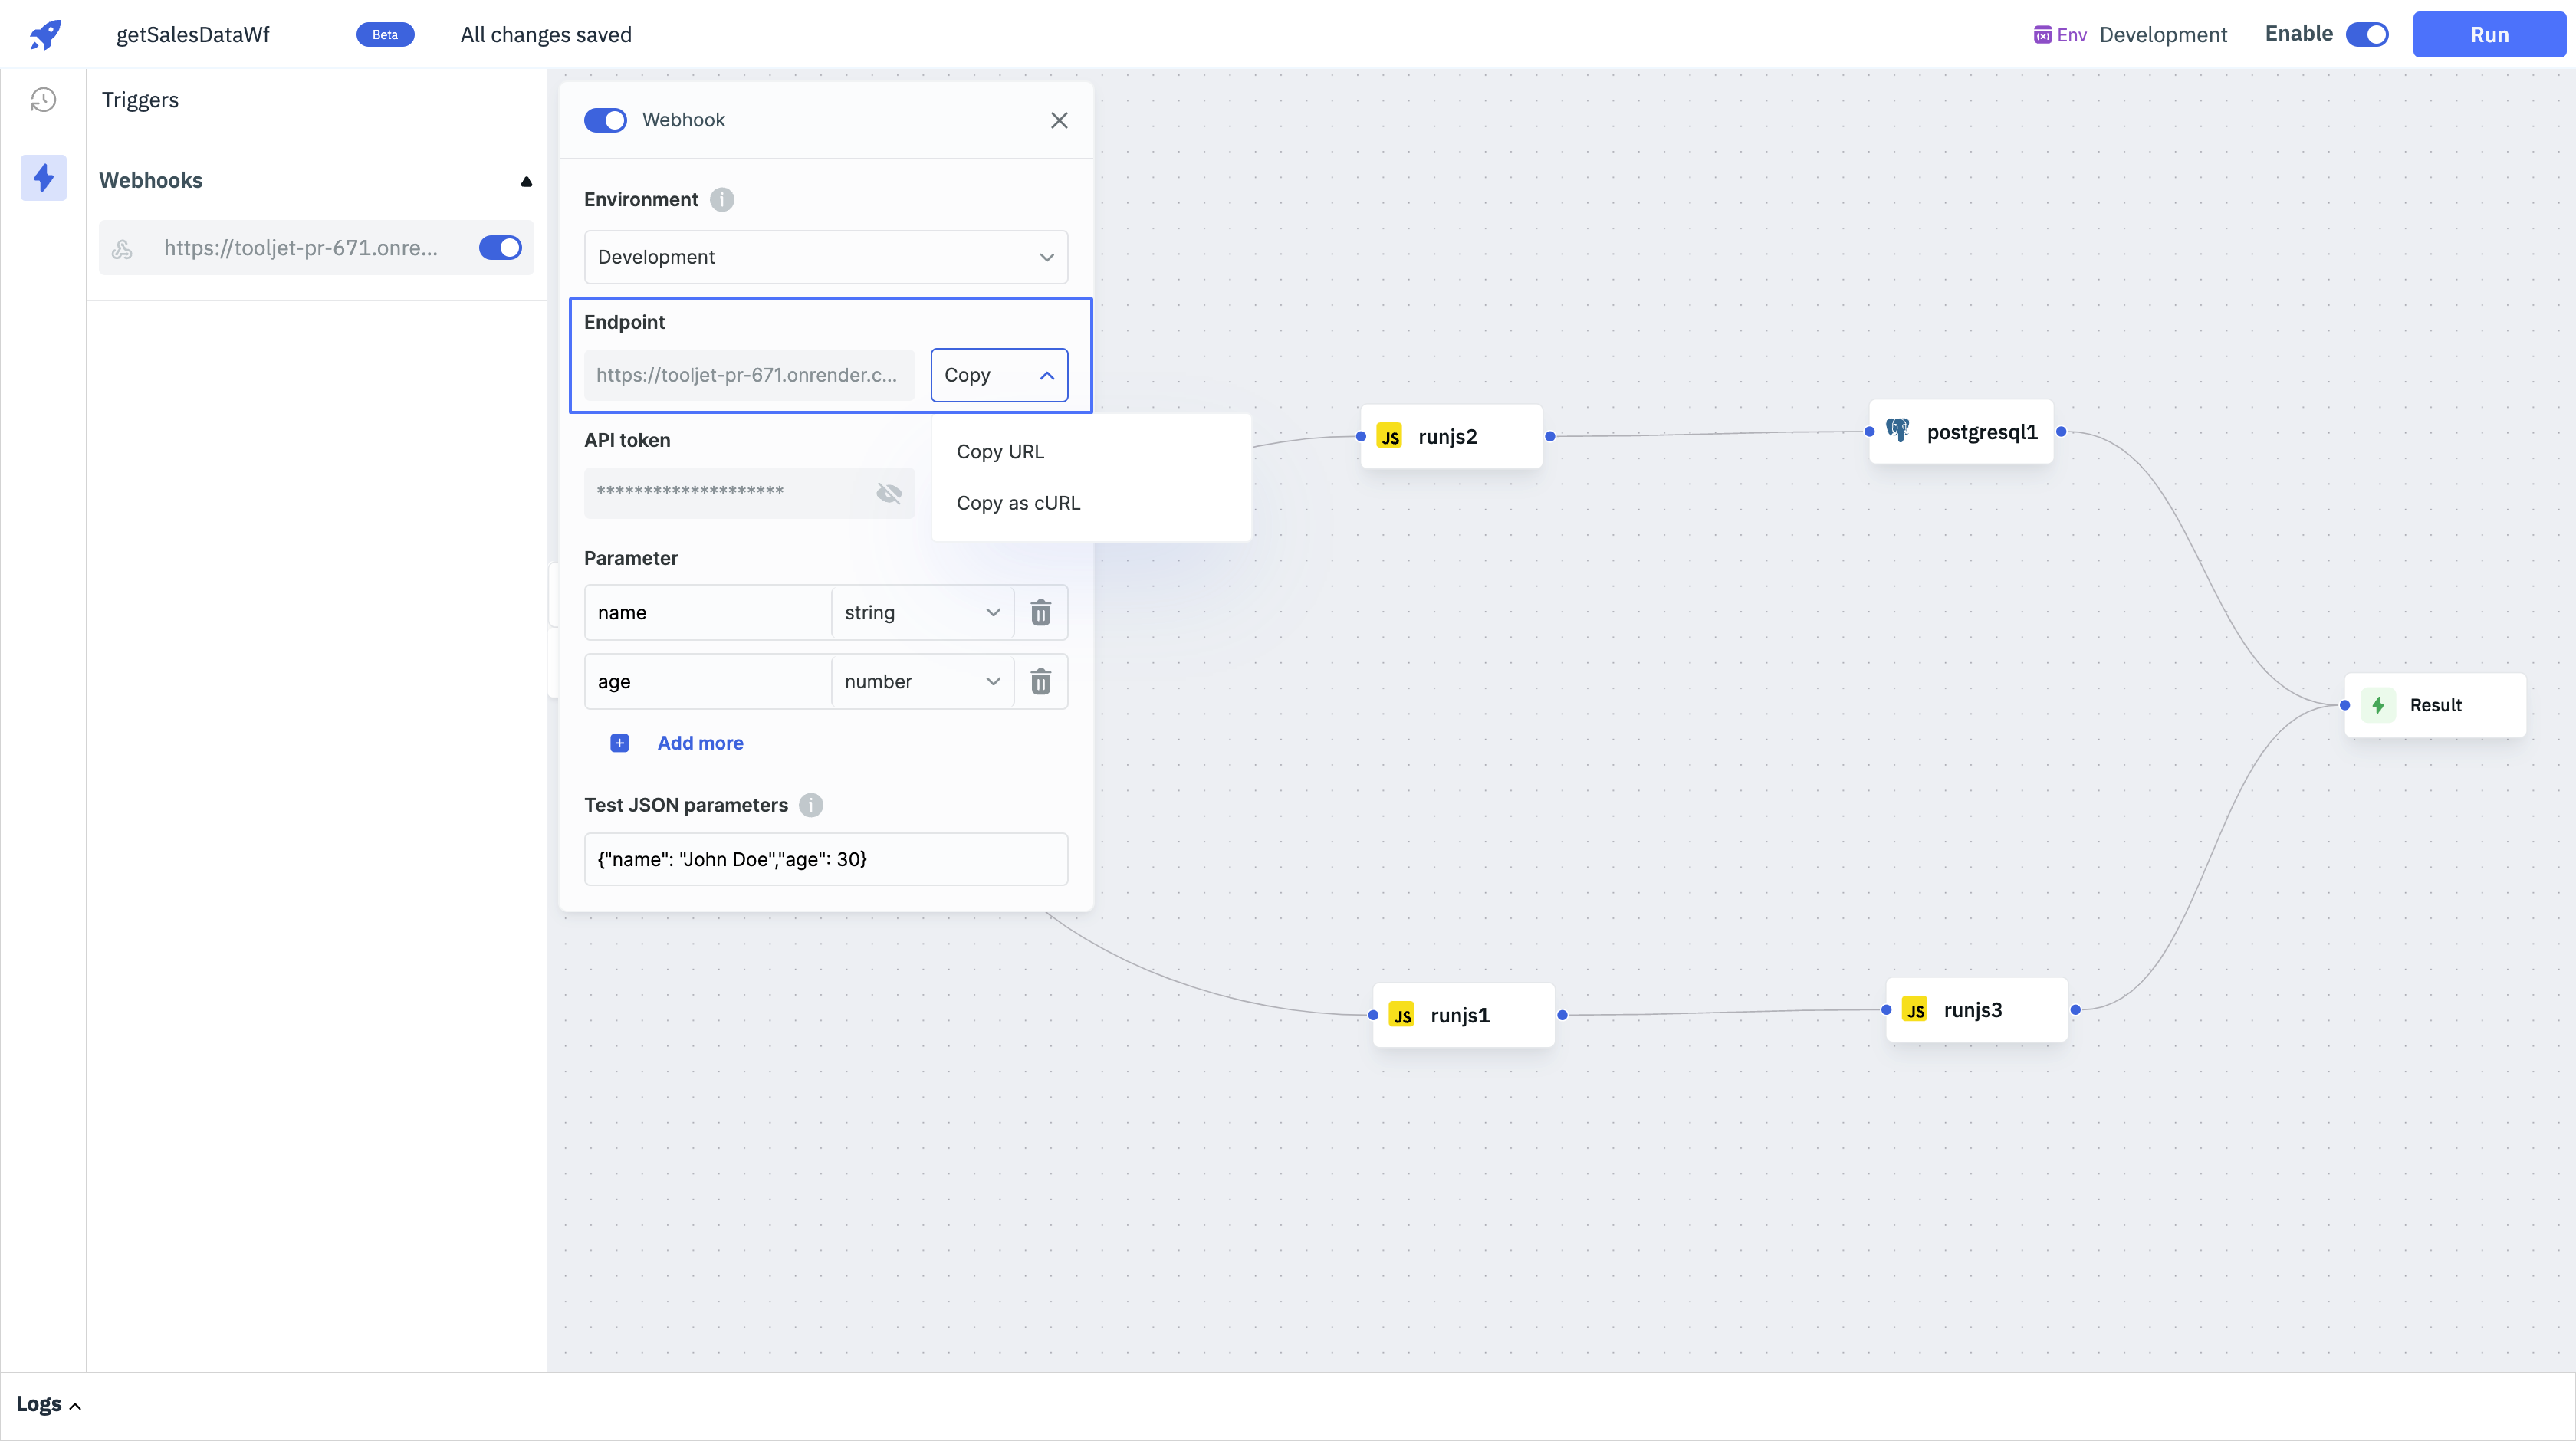 getSalesDataWf
Beta
All changes saved
Env Development
Enable
Run
Triggers
Webhooks
https://tooljet-pr-671.onre...
Webhook
Environment
Development
Endpoint
https://tooljet-pr-671.onrender.c...
Copy
Copy URL
Copy as cURL
API token
********************
Parameter
name
string
age
number
Add more
Test JSON parameters
{"name": "John Doe","age": 30}
JS runjs2
postgresql1
Result
JS runjs1
JS runjs3
Logs